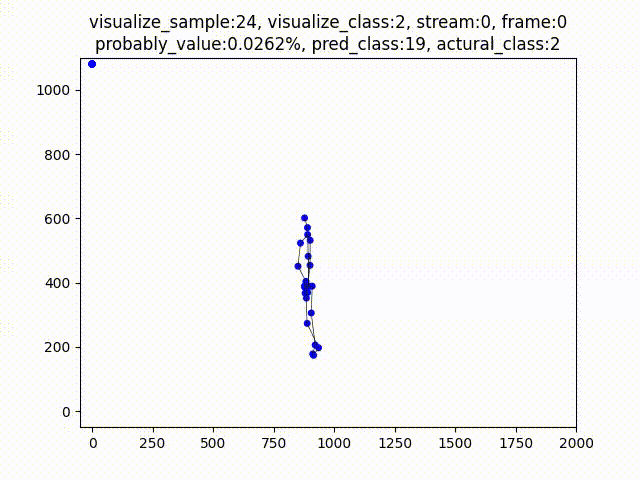 visualize_sample:24, visualize_class:2, stream:0, frame:0
probably_value:0.0262%, pred_class:19, actural_class:2
1000
800
600
400
200
0
0 250 500 750 1000 1250 1500 1750 2000